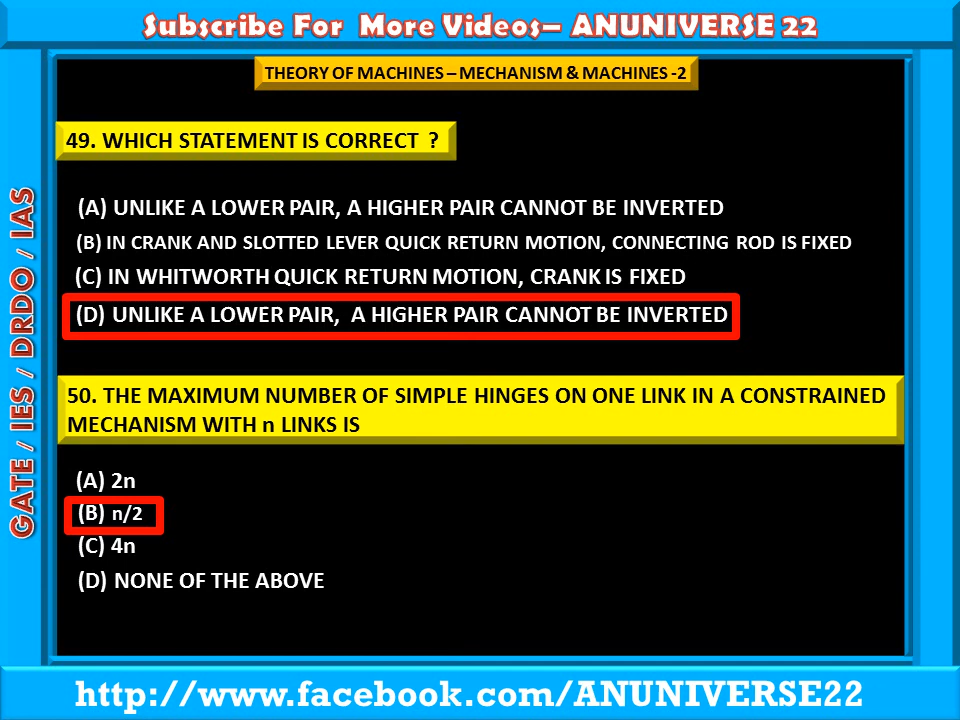 Subscribe For More Videos– ANUNIVERSE 22
THEORY OF MACHINES – MECHANISM & MACHINES -2
GATE / IES / DRDO / IAS
49. WHICH STATEMENT IS CORRECT ?
(A) UNLIKE A LOWER PAIR, A HIGHER PAIR CANNOT BE INVERTED
(B) IN CRANK AND SLOTTED LEVER QUICK RETURN MOTION, CONNECTING ROD IS FIXED
(C) IN WHITWORTH QUICK RETURN MOTION, CRANK IS FIXED
(D) UNLIKE A LOWER PAIR, A HIGHER PAIR CANNOT BE INVERTED
50. THE MAXIMUM NUMBER OF SIMPLE HINGES ON ONE LINK IN A CONSTRAINED
MECHANISM WITH n LINKS IS
(A) 2n
(B) n/2
(C) 4n
(D) NONE OF THE ABOVE
http://www.facebook.com/ANUNIVERSE22